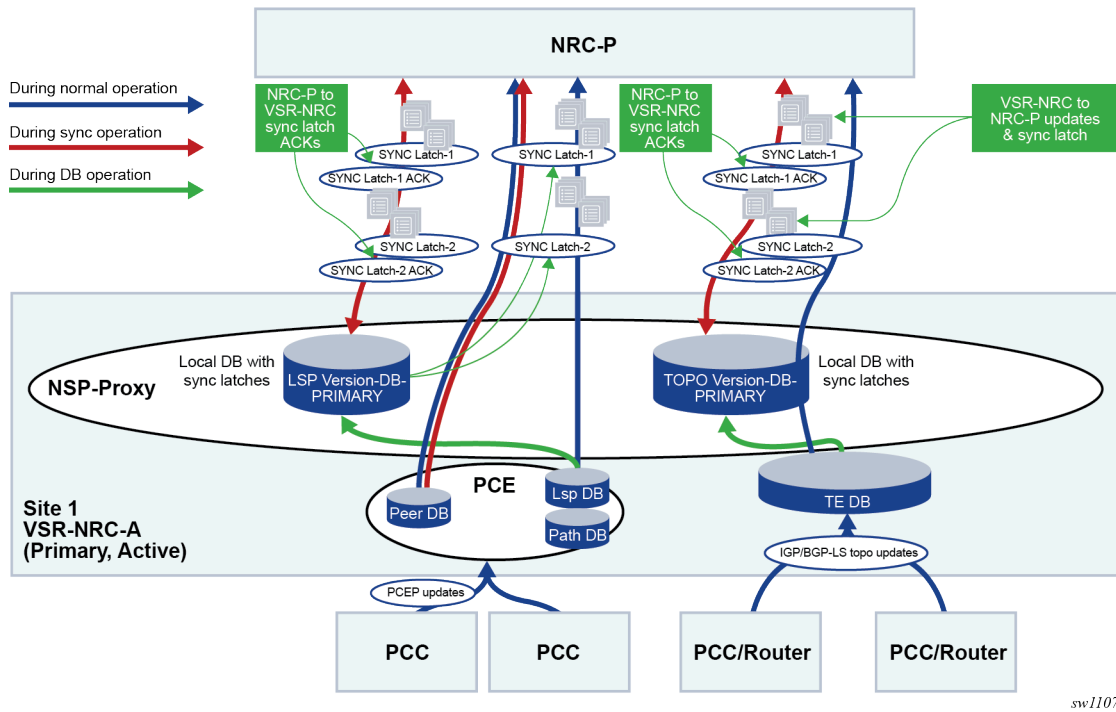 NRC-P
During normal operation
During sync operation
During DB operation
NRC-P to
VSR-NRC
sync latch
ACKs
NRC-P to
VSR-NRC
sync latch
ACKs
VSR-NRC to
NRC-P updates
& sync latch
SYNC Latch-1
SYNC Latch-1 ACK
SYNC Latch-2
SYNC Latch-2 ACK
SYNC Latch-1
SYNC Latch-2
SYNC Latch-1
SYNC Latch-1 ACK
SYNC Latch-2
SYNC Latch-2 ACK
NSP-Proxy
Local DB with
sync latches
LSP Version-DB-
PRIMARY
TOPO Version-DB-
PRIMARY
Local DB with
sync latches
PCE
Peer DB
Lsp DB
Path DB
TE DB
Site 1
VSR-NRC-A
(Primary, Active)
IGP/BGP-LS topo updates
PCEP updates
PCC
PCC
PCC/Router
PCC/Router
sw1107